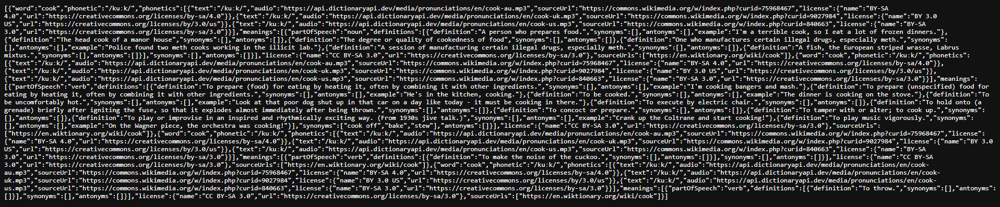 [{"word":"cook","phonetic":"/kuːk/","phonetics":[{"text":"/kuːk/","audio":"https://api.dictionaryapi.dev/media/pronunciations/en/cook-au.mp3","sourceUrl":"https://commons.wikimedia.org/w/index.php?curid=75968467","license":{"name":"BY-SA
4.0","url":"https://creativecommons.org/licenses/by-sa/4.0"}},{"text":"/kuːk/","audio":"https://api.dictionaryapi.dev/media/pronunciations/en/cook-uk.mp3","sourceUrl":"https://commons.wikimedia.org/w/index.php?curid=9027984","license":{"name":"BY 3.0
US","url":"https://creativecommons.org/licenses/by/3.0/us"}},{"text":"/kuːk/","audio":"https://api.dictionaryapi.dev/media/pronunciations/en/cook-us.mp3","sourceUrl":"https://commons.wikimedia.org/w/index.php?curid=840663","license":{"name":"BY-SA
3.0","url":"https://creativecommons.org/licenses/by-sa/3.0"}}],"meanings":[{"partOfSpeech":"noun","definitions":[{"definition":"A person who prepares food.","synonyms":[],"antonyms":[],"example":"I'm a terrible cook, so I eat a lot of frozen dinners."},
{"definition":"The head cook of a manor house","synonyms":[],"antonyms":[]},{"definition":"The degree or quality of cookedness of food","synonyms":[],"antonyms":[]},{"definition":"One who manufactures certain illegal drugs, especially meth.","synonyms":
[],"antonyms":[],"example":"Police found two meth cooks working in the illicit lab."},{"definition":"A session of manufacturing certain illegal drugs, especially meth.","synonyms":[],"antonyms":[]},{"definition":"A fish, the European striped wrasse, Labrus
mixtus.","synonyms":[],"antonyms":[]}],"synonyms":[],"antonyms":[]}],"license":{"name":"CC BY-SA 3.0","url":"https://creativecommons.org/licenses/by-sa/3.0"},"sourceUrls":["https://en.wiktionary.org/wiki/cook"]},{"word":"cook","phonetic":"/kuːk/","phonetics":
[{"text":"/kuːk/","audio":"https://api.dictionaryapi.dev/media/pronunciations/en/cook-au.mp3","sourceUrl":"https://commons.wikimedia.org/w/index.php?curid=75968467","license":{"name":"BY-SA 4.0","url":"https://creativecommons.org/licenses/by-sa/4.0"}},
{"text":"/kuːk/","audio":"https://api.dictionaryapi.dev/media/pronunciations/en/cook-uk.mp3","sourceUrl":"https://commons.wikimedia.org/w/index.php?curid=9027984","license":{"name":"BY 3.0 US","url":"https://creativecommons.org/licenses/by/3.0/us"}},
{"text":"/kuːk/","audio":"https://api.dictionaryapi.dev/media/pronunciations/en/cook-us.mp3","sourceUrl":"https://commons.wikimedia.org/w/index.php?curid=840663","license":{"name":"BY-SA 3.0","url":"https://creativecommons.org/licenses/by-sa/3.0"}}],"meanings":
[{"partOfSpeech":"verb","definitions":[{"definition":"To prepare (food) for eating by heating it, often by combining it with other ingredients.","synonyms":[],"antonyms":[],"example":"I'm cooking bangers and mash."},{"definition":"To prepare (unspecified) food for
eating by heating it, often by combining it with other ingredients.","synonyms":[],"antonyms":[],"example":"He's in the kitchen, cooking."},{"definition":"To be cooked.","synonyms":[],"antonyms":[],"example":"The dinner is cooking on the stove."},{"definition":"To
be uncomfortably hot.","synonyms":[],"antonyms":[],"example":"Look at that poor dog shut up in that car on a day like today - it must be cooking in there."},{"definition":"To execute by electric chair.","synonyms":[],"antonyms":[]},{"definition":"To hold onto (a
grenade) briefly after igniting the fuse, so that it explodes almost immediately after being thrown.","synonyms":[],"antonyms":[]},{"definition":"To concoct or prepare.","synonyms":[],"antonyms":[]},{"definition":"To tamper with or alter; to cook up.","synonyms":
[],"antonyms":[]},{"definition":"To play or improvise in an inspired and rhythmically exciting way. (From 1930s jive talk.)","synonyms":[],"antonyms":[],"example":"Crank up the Coltrane and start cooking!"},{"definition":"To play music vigorously.","synonyms":
[],"antonyms":[],"example":"On the Wagner piece, the orchestra was cooking!"}],"synonyms":["cook off","bake","stew"],"antonyms":[]}],"license":{"name":"CC BY-SA 3.0","url":"https://creativecommons.org/licenses/by-sa/3.0"},"sourceUrls":
["https://en.wiktionary.org/wiki/cook"]},{"word":"cook","phonetic":"/kuːk/","phonetics":[{"text":"/kuːk/","audio":"https://api.dictionaryapi.dev/media/pronunciations/en/cook-au.mp3","sourceUrl":"https://commons.wikimedia.org/w/index.php?curid=75968467","license":
{"name":"BY-SA 4.0","url":"https://creativecommons.org/licenses/by-sa/4.0"}},{"text":"/kuːk/","audio":"https://api.dictionaryapi.dev/media/pronunciations/en/cook-uk.mp3","sourceUrl":"https://commons.wikimedia.org/w/index.php?curid=9027984","license":{"name":"BY 3.0
US","url":"https://creativecommons.org/licenses/by/3.0/us"}},{"text":"/kuːk/","audio":"https://api.dictionaryapi.dev/media/pronunciations/en/cook-us.mp3","sourceUrl":"https://commons.wikimedia.org/w/index.php?curid=840663","license":{"name":"BY-SA
3.0","url":"https://creativecommons.org/licenses/by-sa/3.0"}}],"meanings":[{"partOfSpeech":"verb","definitions":[{"definition":"To make the noise of the cuckoo.","synonyms":[],"antonyms":[]}],"synonyms":[],"antonyms":[]}],"license":{"name":"CC BY-SA
3.0","url":"https://creativecommons.org/licenses/by-sa/3.0"},"sourceUrls":["https://en.wiktionary.org/wiki/cook"]},{"word":"cook","phonetic":"/kuːk/","phonetics":[{"text":"/kuːk/","audio":"https://api.dictionaryapi.dev/media/pronunciations/en/cook-
au.mp3","sourceUrl":"https://commons.wikimedia.org/w/index.php?curid=75968467","license":{"name":"BY-SA 4.0","url":"https://creativecommons.org/licenses/by-sa/4.0"}},{"text":"/kuːk/","audio":"https://api.dictionaryapi.dev/media/pronunciations/en/cook-
uk.mp3","sourceUrl":"https://commons.wikimedia.org/w/index.php?curid=9027984","license":{"name":"BY 3.0 US","url":"https://creativecommons.org/licenses/by/3.0/us"}},{"text":"/kuːk/","audio":"https://api.dictionaryapi.dev/media/pronunciations/en/cook-
us.mp3","sourceUrl":"https://commons.wikimedia.org/w/index.php?curid=840663","license":{"name":"BY-SA 3.0","url":"https://creativecommons.org/licenses/by-sa/3.0"}}],"meanings":[{"partOfSpeech":"verb","definitions":[{"definition":"To throw.","synonyms":[],"antonyms":
[]}],"synonyms":[],"antonyms":[]}],"license":{"name":"CC BY-SA 3.0","url":"https://creativecommons.org/licenses/by-sa/3.0"},"sourceUrls":["https://en.wiktionary.org/wiki/cook"]}]